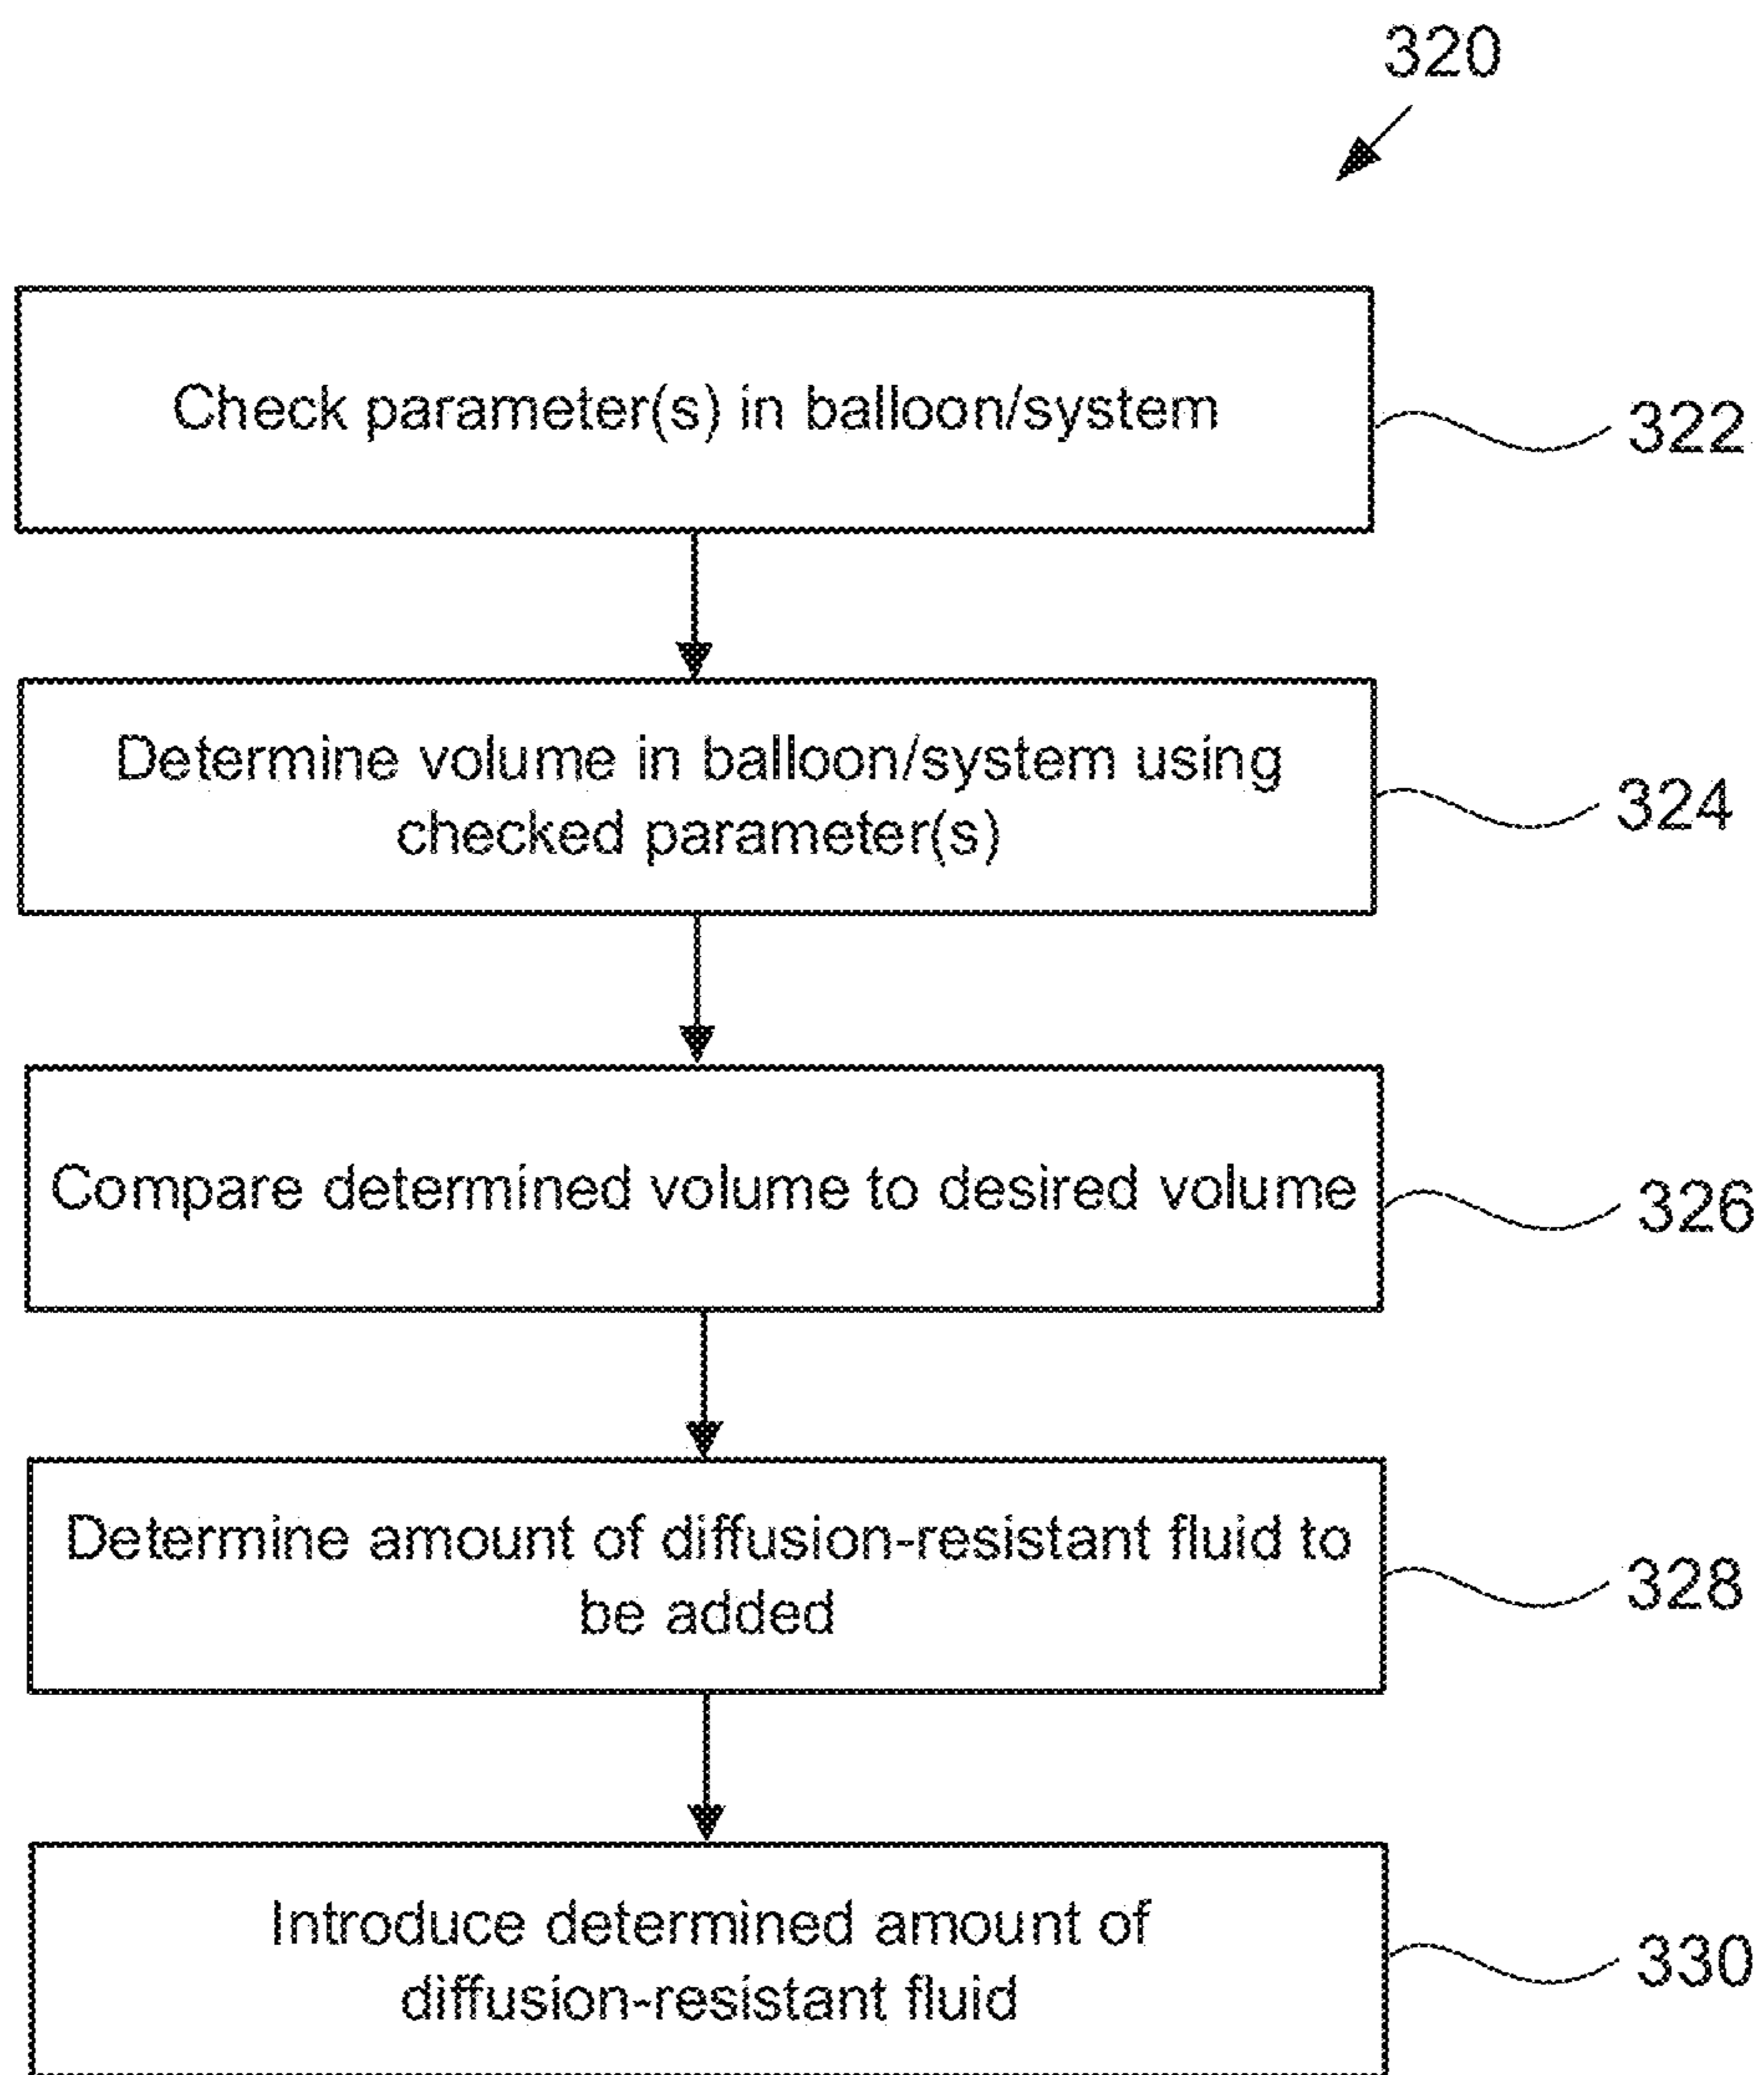 320
Check parameter(s) in balloon/system
322
Determine volume in balloon/system using
checked parameter(s)
324
Compare determined volume to desired volume
326
Determine amount of diffusion-resistant fluid to
be added
328
Introduce determined amount of
diffusion-resistant fluid
330